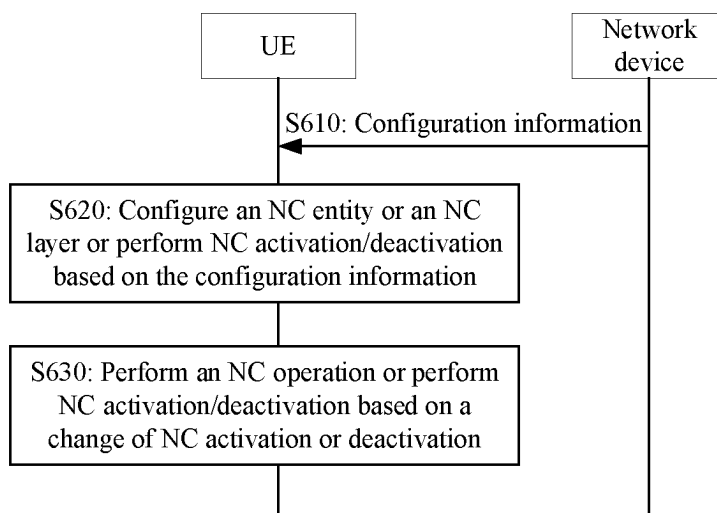 UE
Network
device
S610: Configuration information
S620: Configure an NC entity or an NC
layer or perform NC activation/deactivation
based on the configuration information
S630: Perform an NC operation or perform
NC activation/deactivation based on a
change of NC activation or deactivation